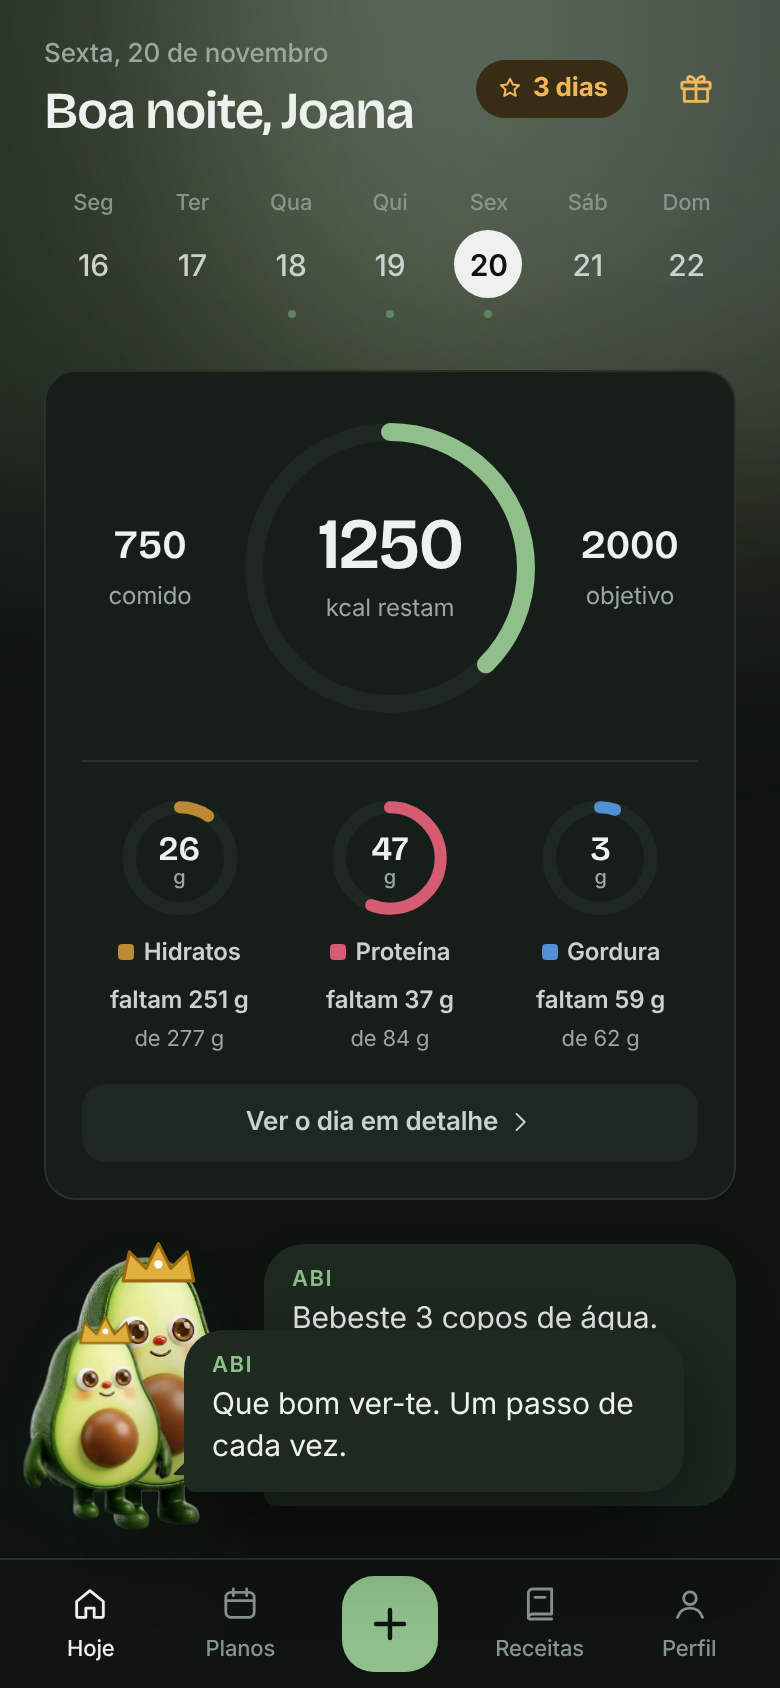 Sexta, 20 de novembro
Boa noite, Joana
3 dias
Seg Ter Qua Qui Sex Sáb Dom
16 17 18 19 20 21 22
750
comido
1250
kcal restam
2000
objetivo
26
g
47
g
3
g
Hidratos Proteína Gordura
faltam 251 g faltam 37 g faltam 59 g
de 277 g de 84 g de 62 g
Ver o dia em detalhe
ABI
Bebeste 3 copos de água.
ABI
Que bom ver-te. Um passo de
cada vez.
Hoje Planos Receitas Perfil